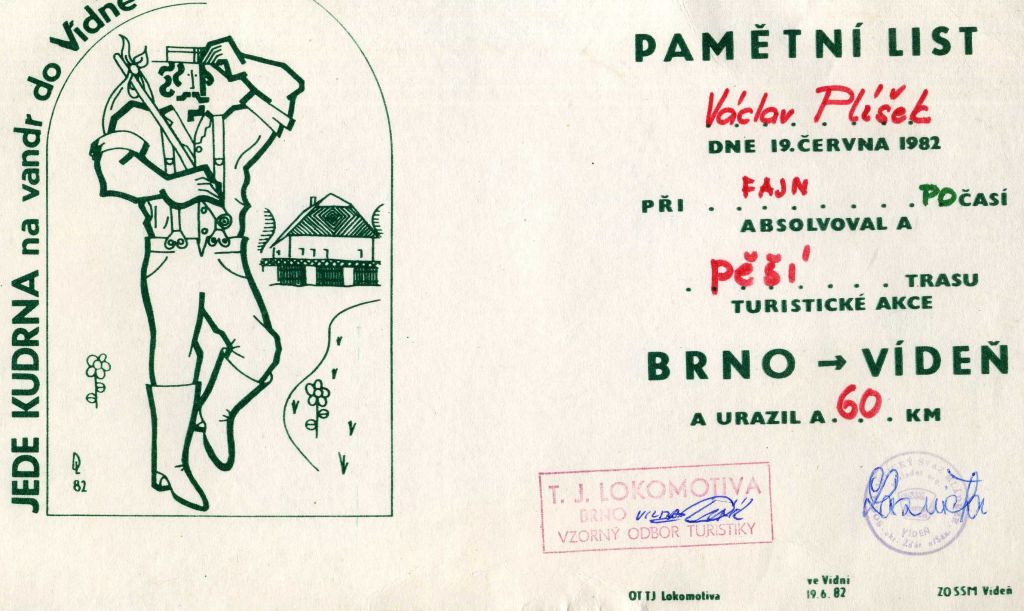 JEDE KUDRNA na vandr do Vídně
82
PAMĚTNÍ LIST
Václav Plíšek
DNE 19. ČERVNA 1982
PŘI . FAJN . POČASÍ
ABSOLVOVAL A
. pěší . TRASU
TURISTICKÉ AKCE
BRNO → VÍDEŇ
A URAZIL A . 60 . KM
T. J. LOKOMOTIVA
BRNO
VZORNÝ ODBOR TURISTIKY
VÍDEŇ
OT TJ Lokomotiva
ve Vídni
19.6.82
ZO SSM Videň